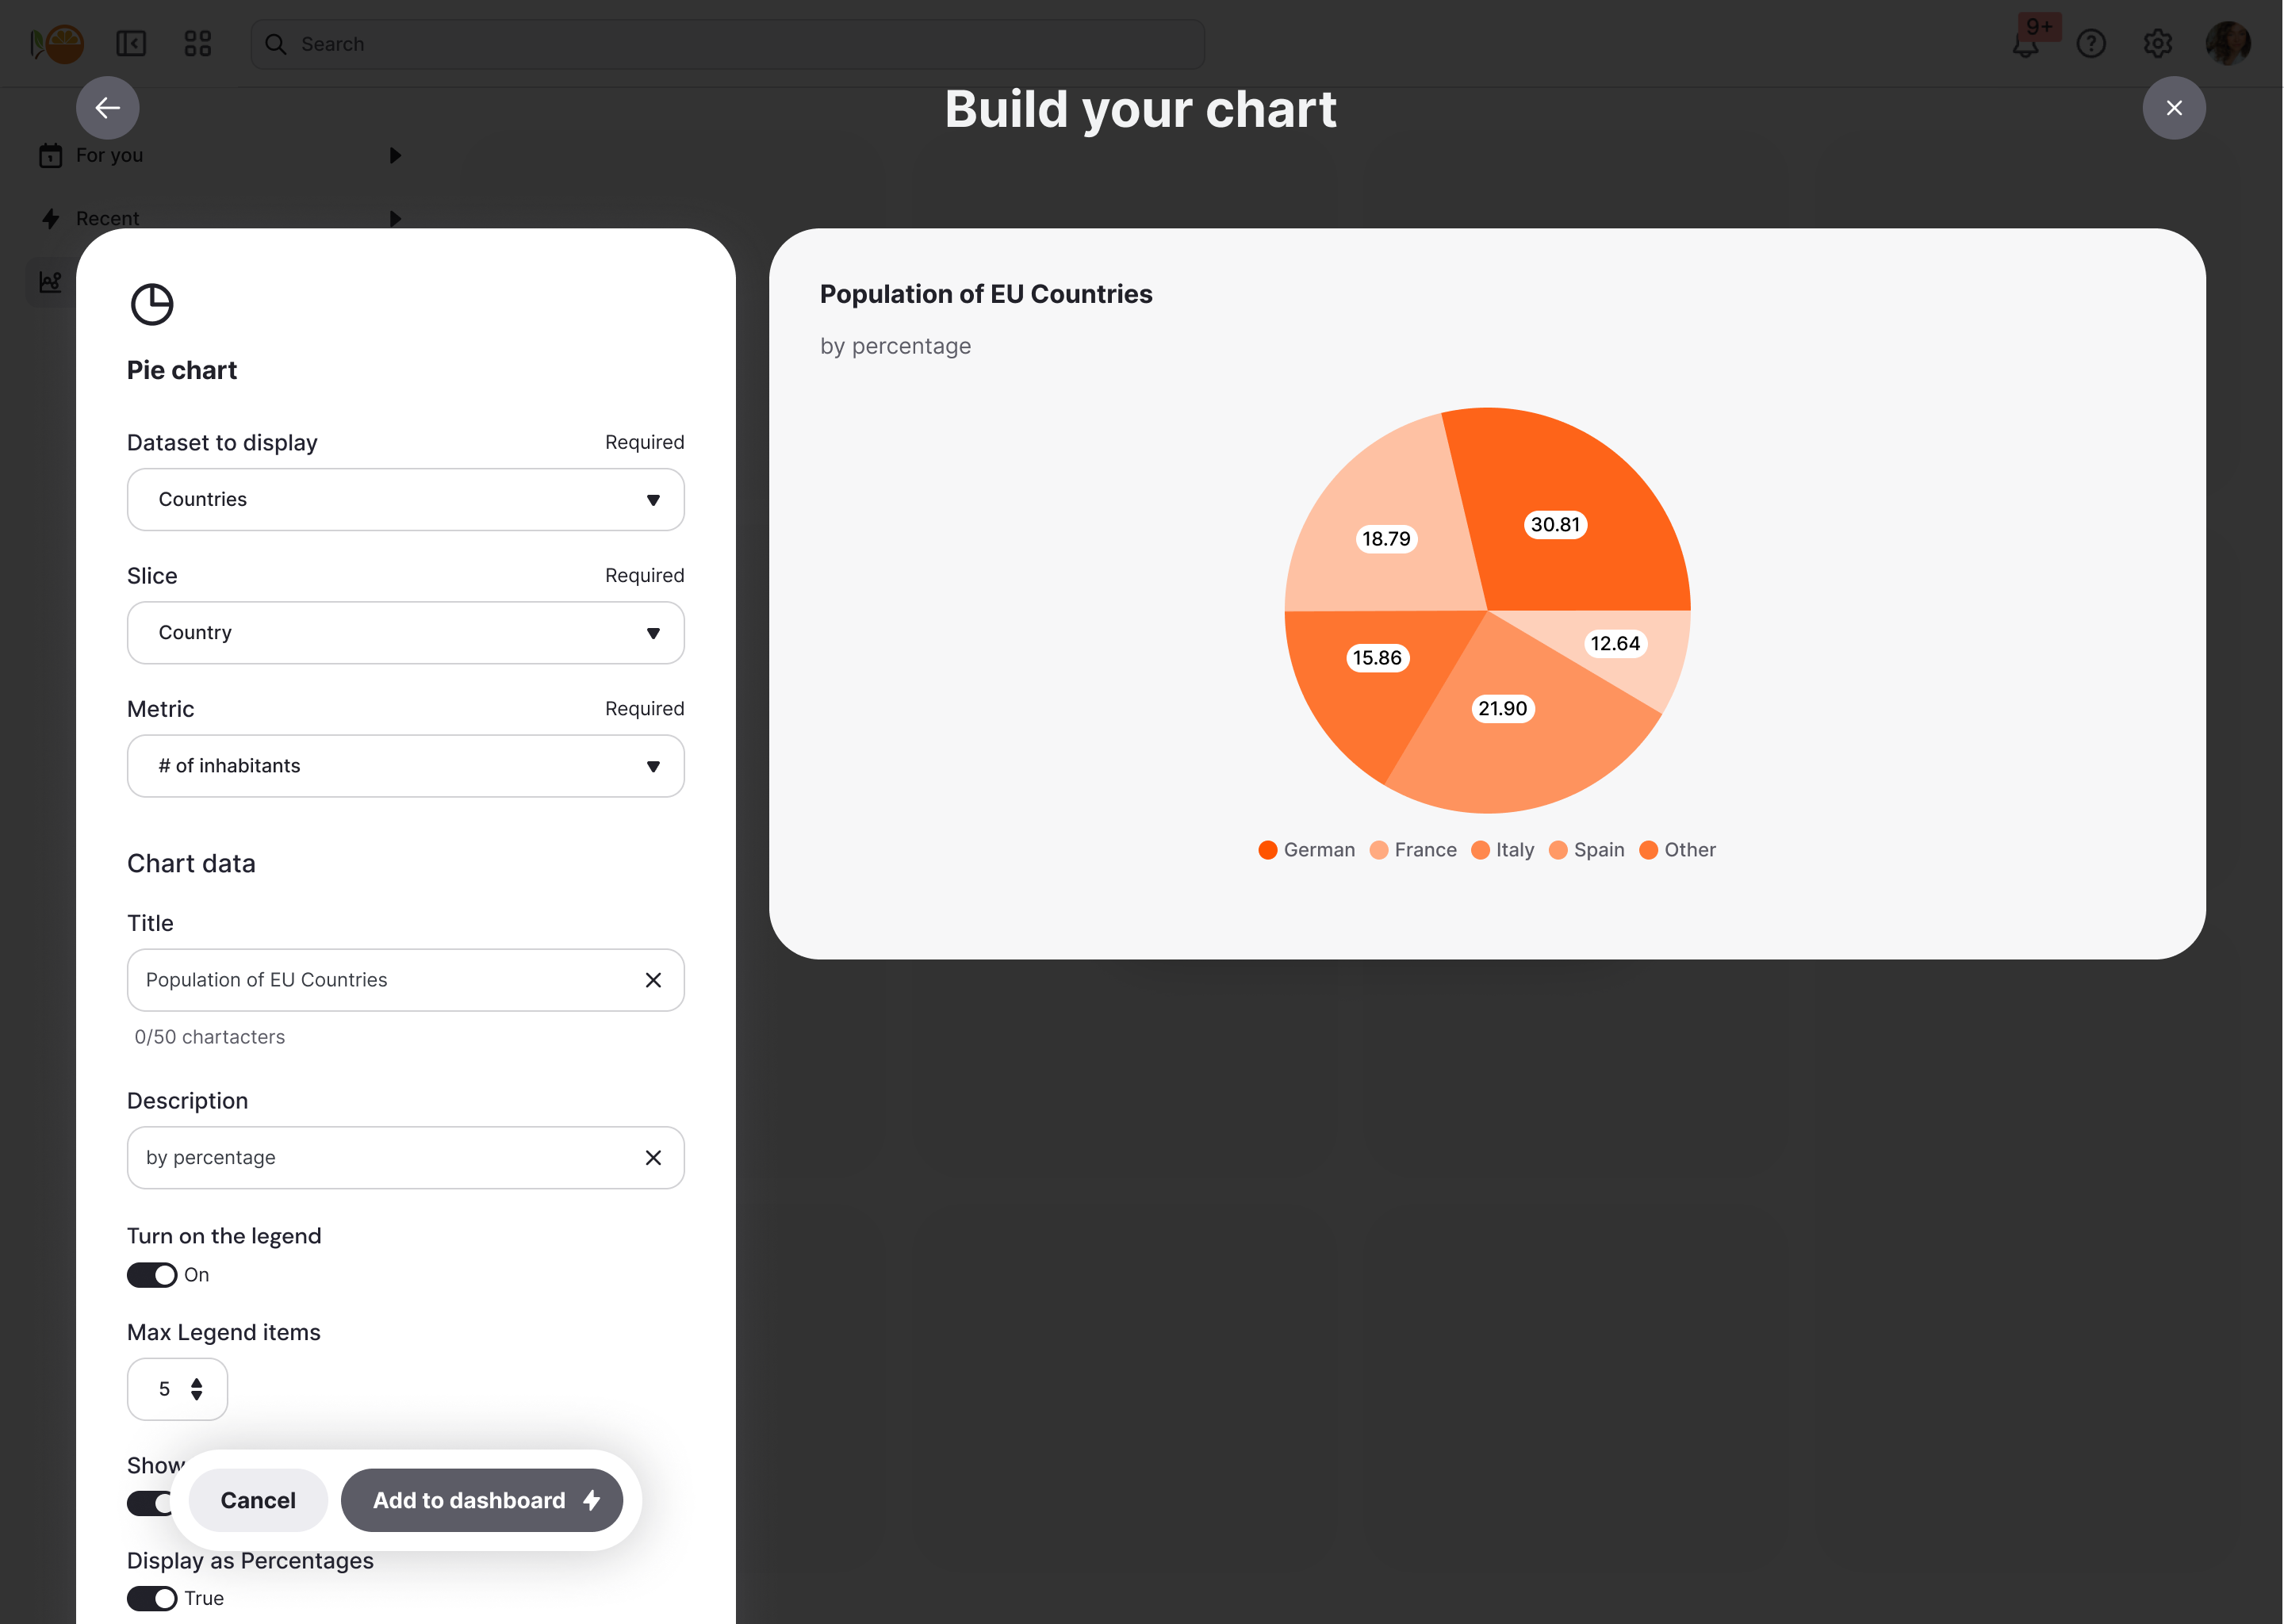 9+
Search
Build your chart
For you
Recent
Pie chart
Dataset to display Required
Countries
Slice Required
Country
Metric Required
# of inhabitants
Chart data
Title
Population of EU Countries
0/50 chartacters
Description
by percentage
Turn on the legend
On
Max Legend items
5
Show
Cancel Add to dashboard
Display as Percentages
True
Population of EU Countries
by percentage
30.81
18.79
12.64
15.86
21.90
German France Italy Spain Other